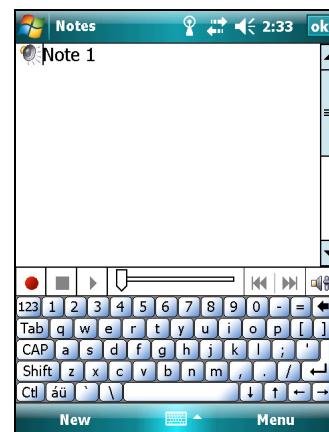 Notes 2:33 ok
Note 1
123 1 2 3 4 5 6 7 8 9 0 - =
Tab q w e r t y u i o p [ ]
CAP a s d f g h j k l ; '
Shift z x c v b n m , . /
Ctl áü ` \
New Menu